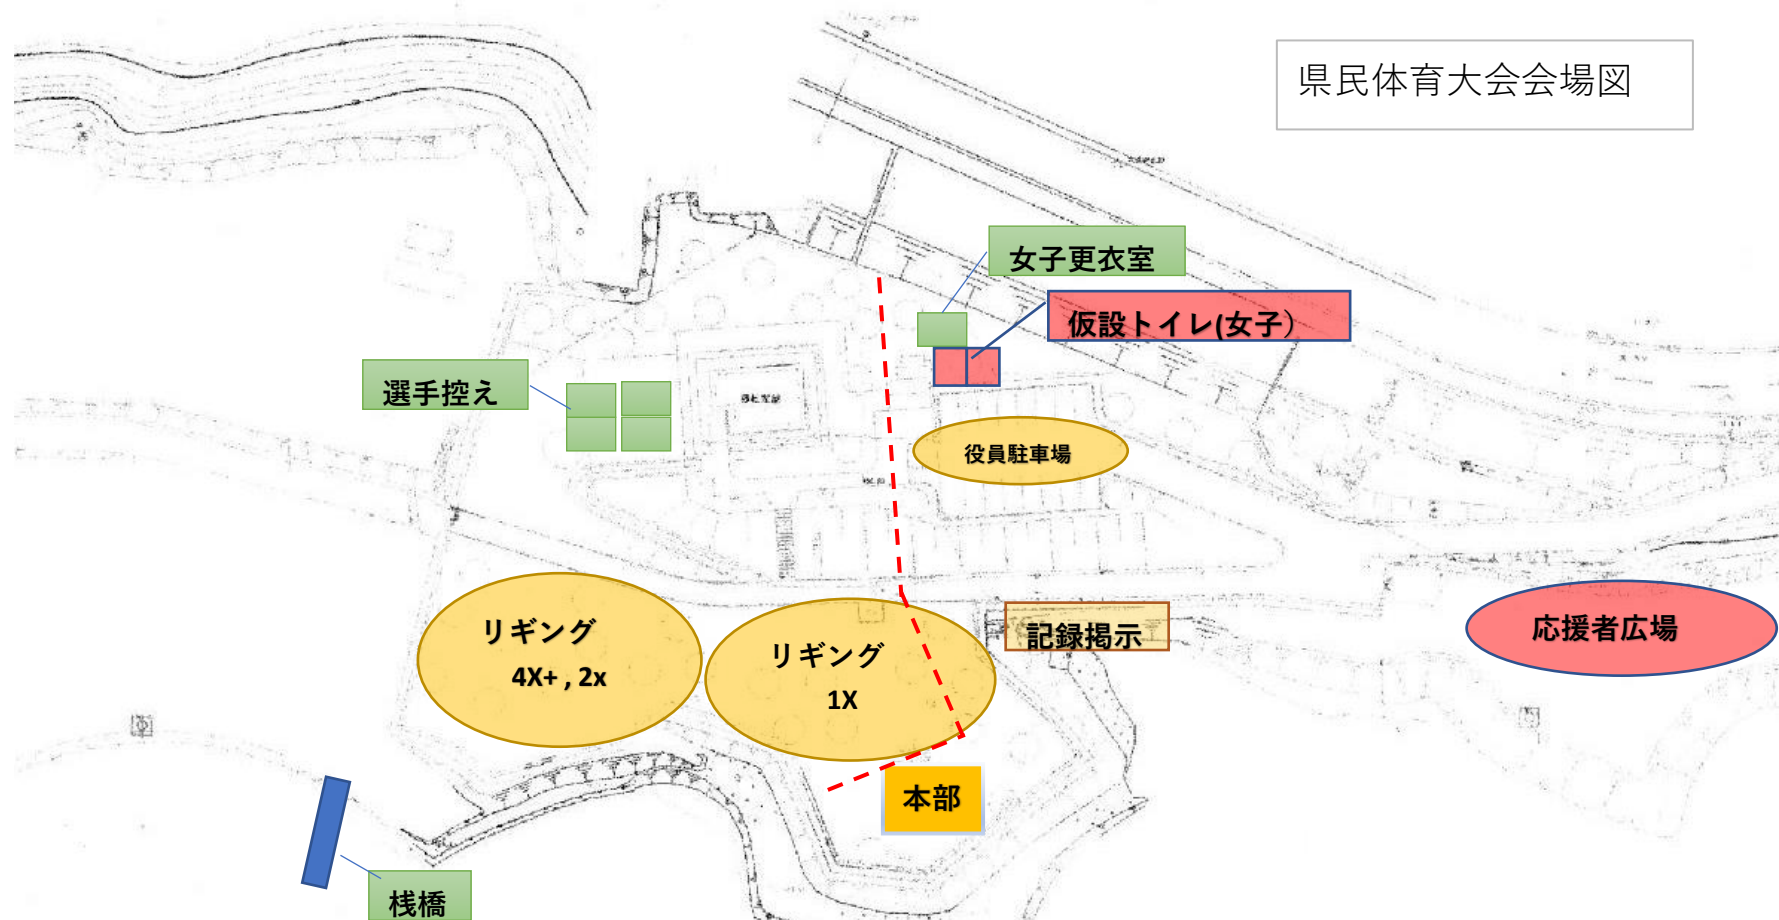 県民体育大会会場図
女子更衣室
仮設トイレ(女子）
選手控え
役員駐車場
リギング
4X+ , 2x
リギング
1X
記録掲示
応援者広場
本部
桟橋